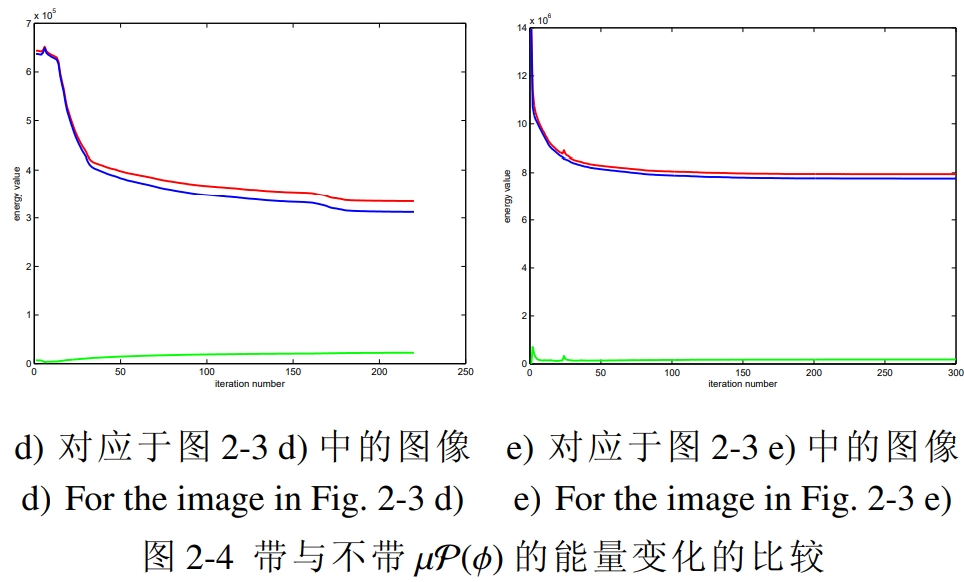 7 x 10⁵
6
5
4
3
2
1
0
energy value
0 50 100 150 200 250
iteration number
14 x 10⁶
12
10
8
6
4
2
0
energy value
0 50 100 150 200 250 300
iteration number
d) 对应于图 2-3 d) 中的图像
d) For the image in Fig. 2-3 d)
e) 对应于图 2-3 e) 中的图像
e) For the image in Fig. 2-3 e)
图 2-4 带与不带 μP(ϕ) 的能量变化的比较